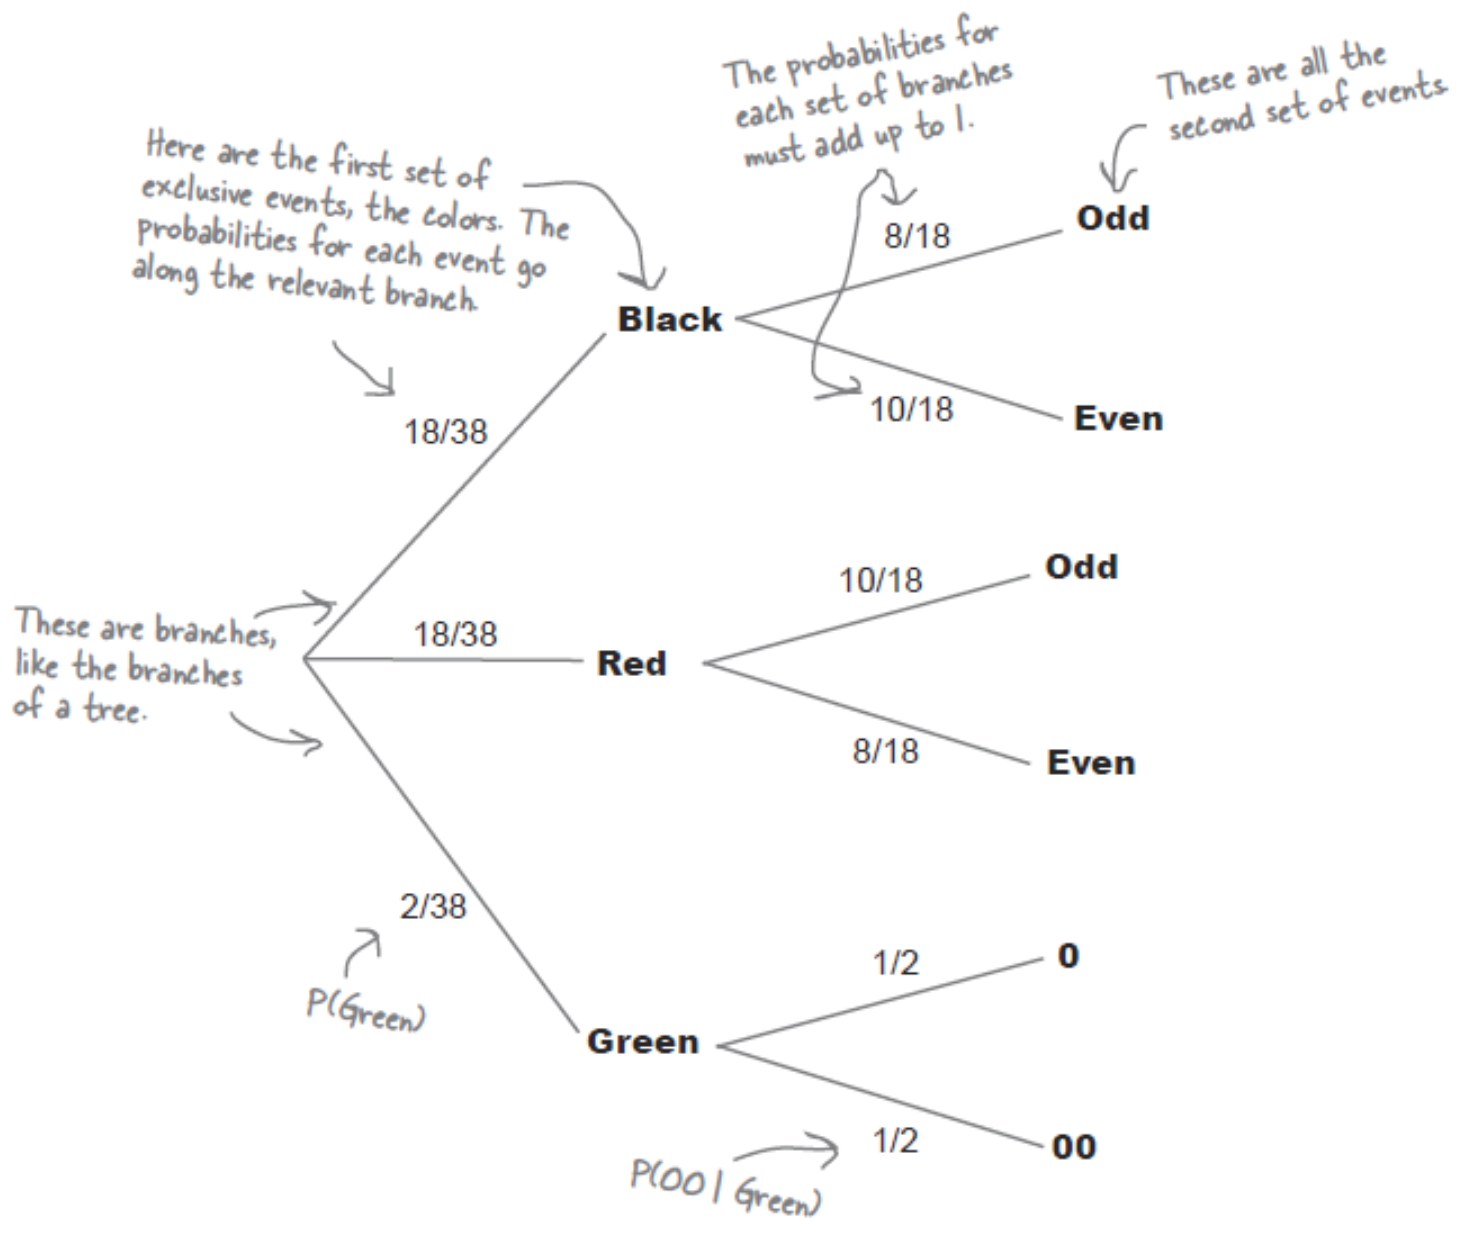 The probabilities for
each set of branches
must add up to 1.
These are all the
second set of events.
Here are the first set of
exclusive events, the colors. The
probabilities for each event go
along the relevant branch.
8/18
Odd
Black
10/18
Even
18/38
These are branches,
like the branches
of a tree.
18/38
Red
10/18
Odd
8/18
Even
2/38
P(Green)
Green
1/2
0
1/2
00
P(00 | Green)